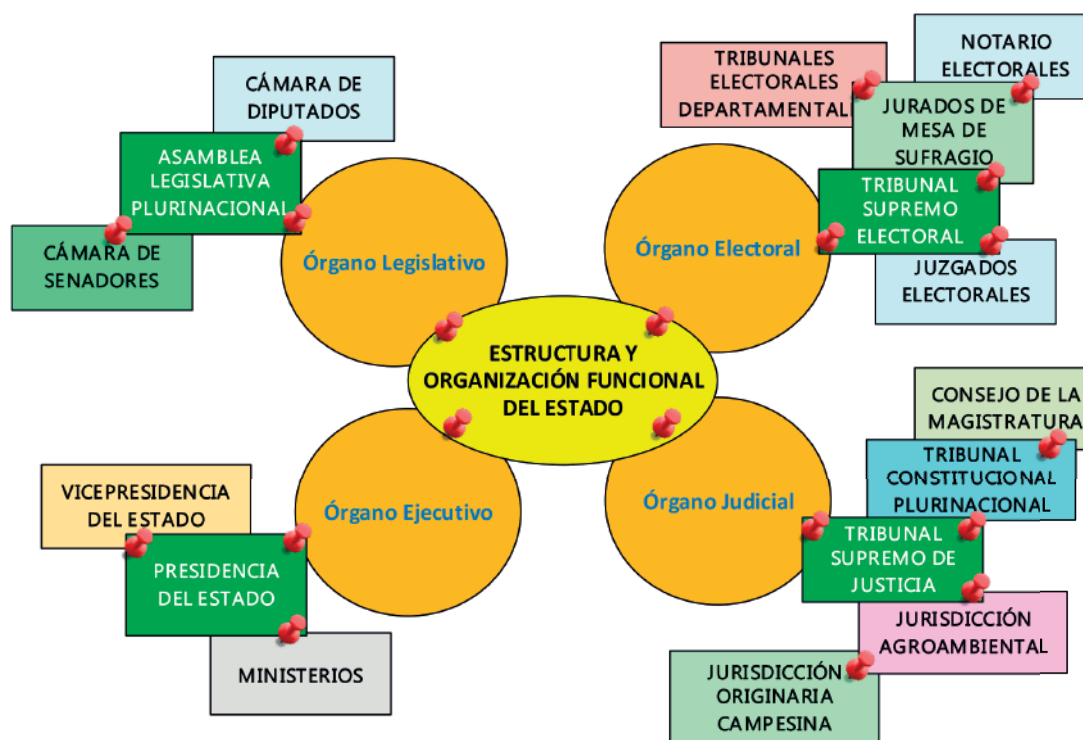 CÁMARA DE
DIPUTADOS
ASAMBLEA
LEGISLATIVA
PLURINACIONAL
CÁMARA DE
SENADORES
Órgano Legislativo
TRIBUNALES
ELECTORALES
DEPARTAMENTAL
NOTARIO
ELECTORALES
JURADOS DE
MESA DE
SUFRAGIO
TRIBUNAL
SUPREMO
ELECTORAL
JUZGADOS
ELECTORALES
Órgano Electoral
ESTRUCTURA Y
ORGANIZACIÓN FUNCIONAL
DEL ESTADO
VICEPRESIDENCIA
DEL ESTADO
PRESIDENCIA
DEL ESTADO
MINISTERIOS
Órgano Ejecutivo
Órgano Judicial
CONSEJO DE LA
MAGISTRATURA
TRIBUNAL
CONSTITUCIONAL
PLURINACIONAL
TRIBUNAL
SUPREMO DE
JUSTICIA
JURISDICCIÓN
AGROAMBIENTAL
JURISDICCIÓN
ORIGINARIA
CAMPESINA